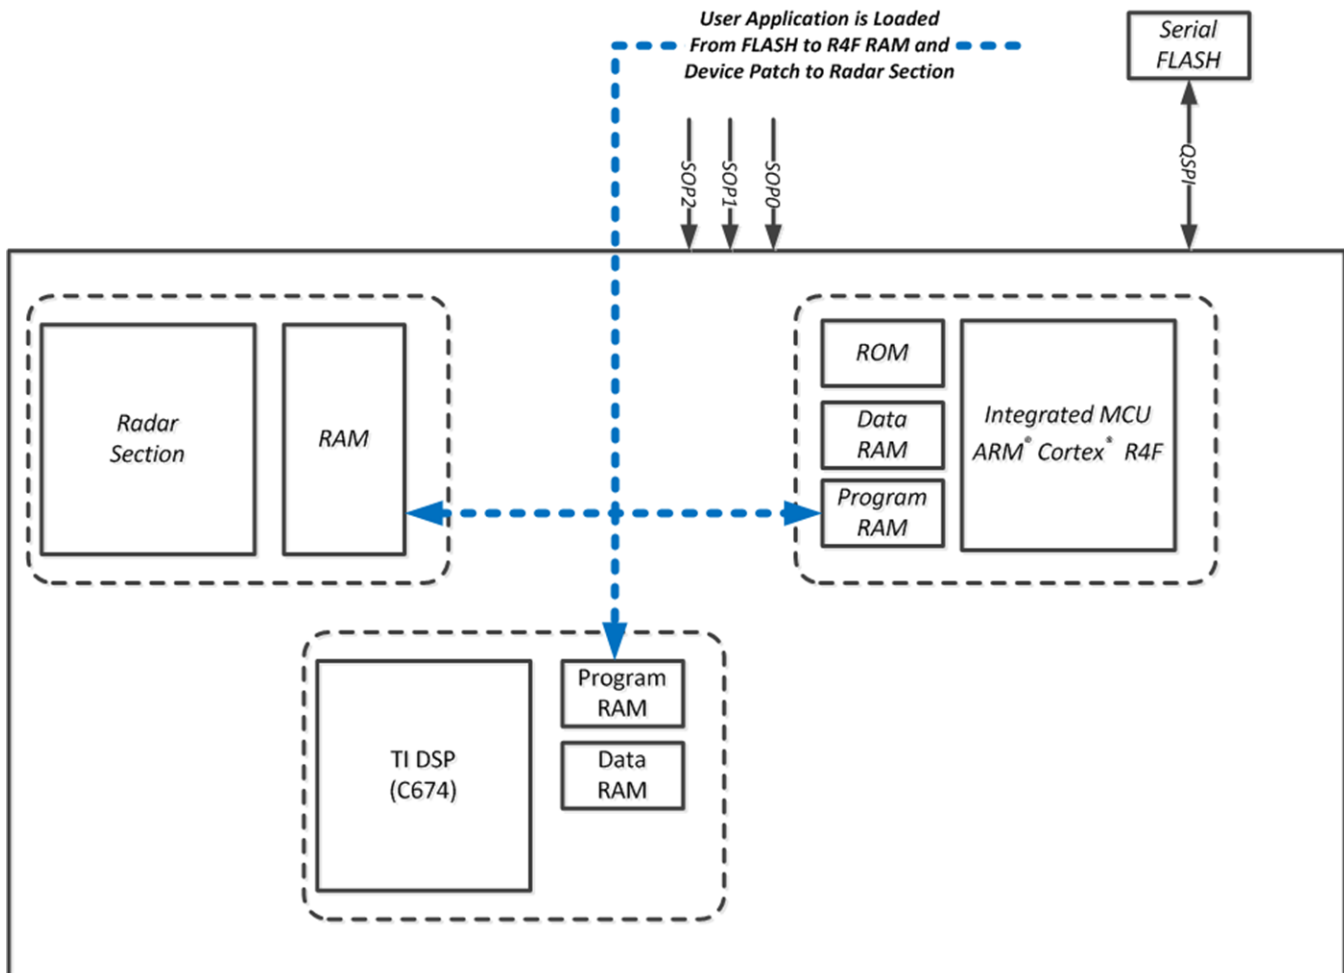 User Application is Loaded
From FLASH to R4F RAM and
Device Patch to Radar Section
Serial
FLASH
SOP2
SOP1
SOP0
QSPI
Radar
Section
RAM
ROM
Data
RAM
Program
RAM
Integrated MCU
ARM® Cortex® R4F
TI DSP
(C674)
Program
RAM
Data
RAM